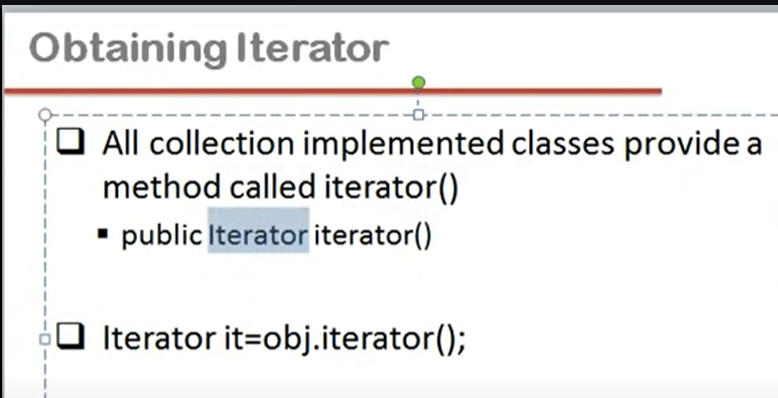 Obtaining Iterator
All collection implemented classes provide a
method called iterator()
public Iterator iterator()
Iterator it=obj.iterator();